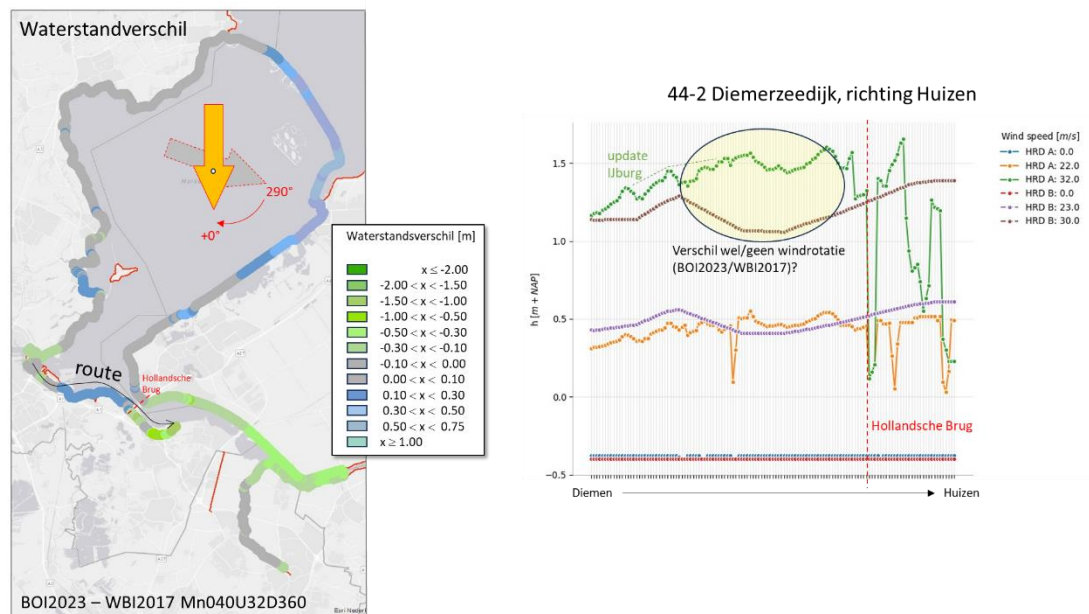 Waterstandverschil
290°
+0°
Waterstandsverschil [m]
x ≤ -2.00
-2.00 < x < -1.50
-1.50 < x < -1.00
-1.00 < x < -0.50
-0.50 < x < -0.30
-0.30 < x < -0.10
-0.10 < x < 0.00
0.00 < x < 0.10
0.10 < x < 0.30
0.30 < x < 0.50
0.50 < x < 0.75
x ≥ 1.00
route
Hollandsche
Brug
BOI2023 – WBI2017 Mn040U32D360
44-2 Diemerzeedijk, richting Huizen
h [m + NAP]
1.5
1.0
0.5
0.0
−0.5
update
IJburg
Verschil wel/geen windrotatie
(BOI2023/WBI2017)?
Hollandsche Brug
Diemen
Huizen
Wind speed [m/s]
HRD A: 0.0
HRD A: 22.0
HRD A: 32.0
HRD B: 0.0
HRD B: 23.0
HRD B: 30.0